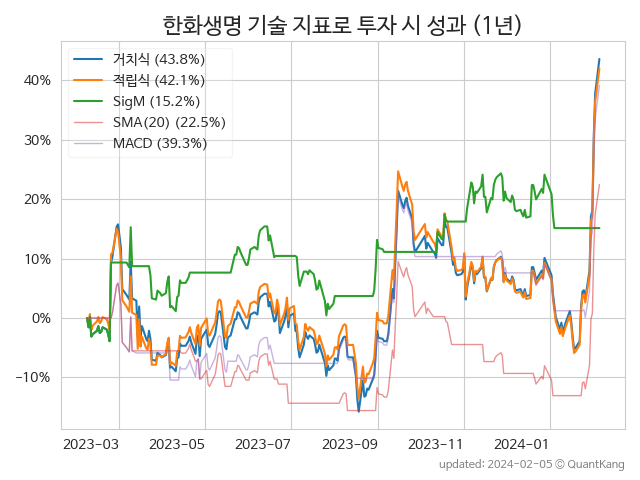 한화생명 기술 지표로 투자 시 성과 (1년)
거치식 (43.8%)
적립식 (42.1%)
SigM (15.2%)
SMA(20) (22.5%)
MACD (39.3%)
40%
30%
20%
10%
0%
−10%
2023-03 2023-05 2023-07 2023-09 2023-11 2024-01
updated: 2024-02-05 © QuantKang